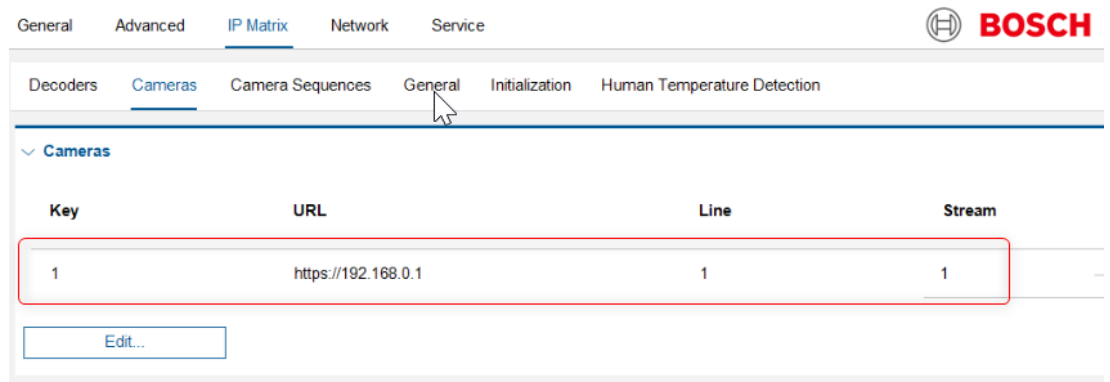 General Advanced IP Matrix Network Service BOSCH
Decoders Cameras Camera Sequences General Initialization Human Temperature Detection
Cameras
Key URL Line Stream
1 https://192.168.0.1 1 1
Edit...